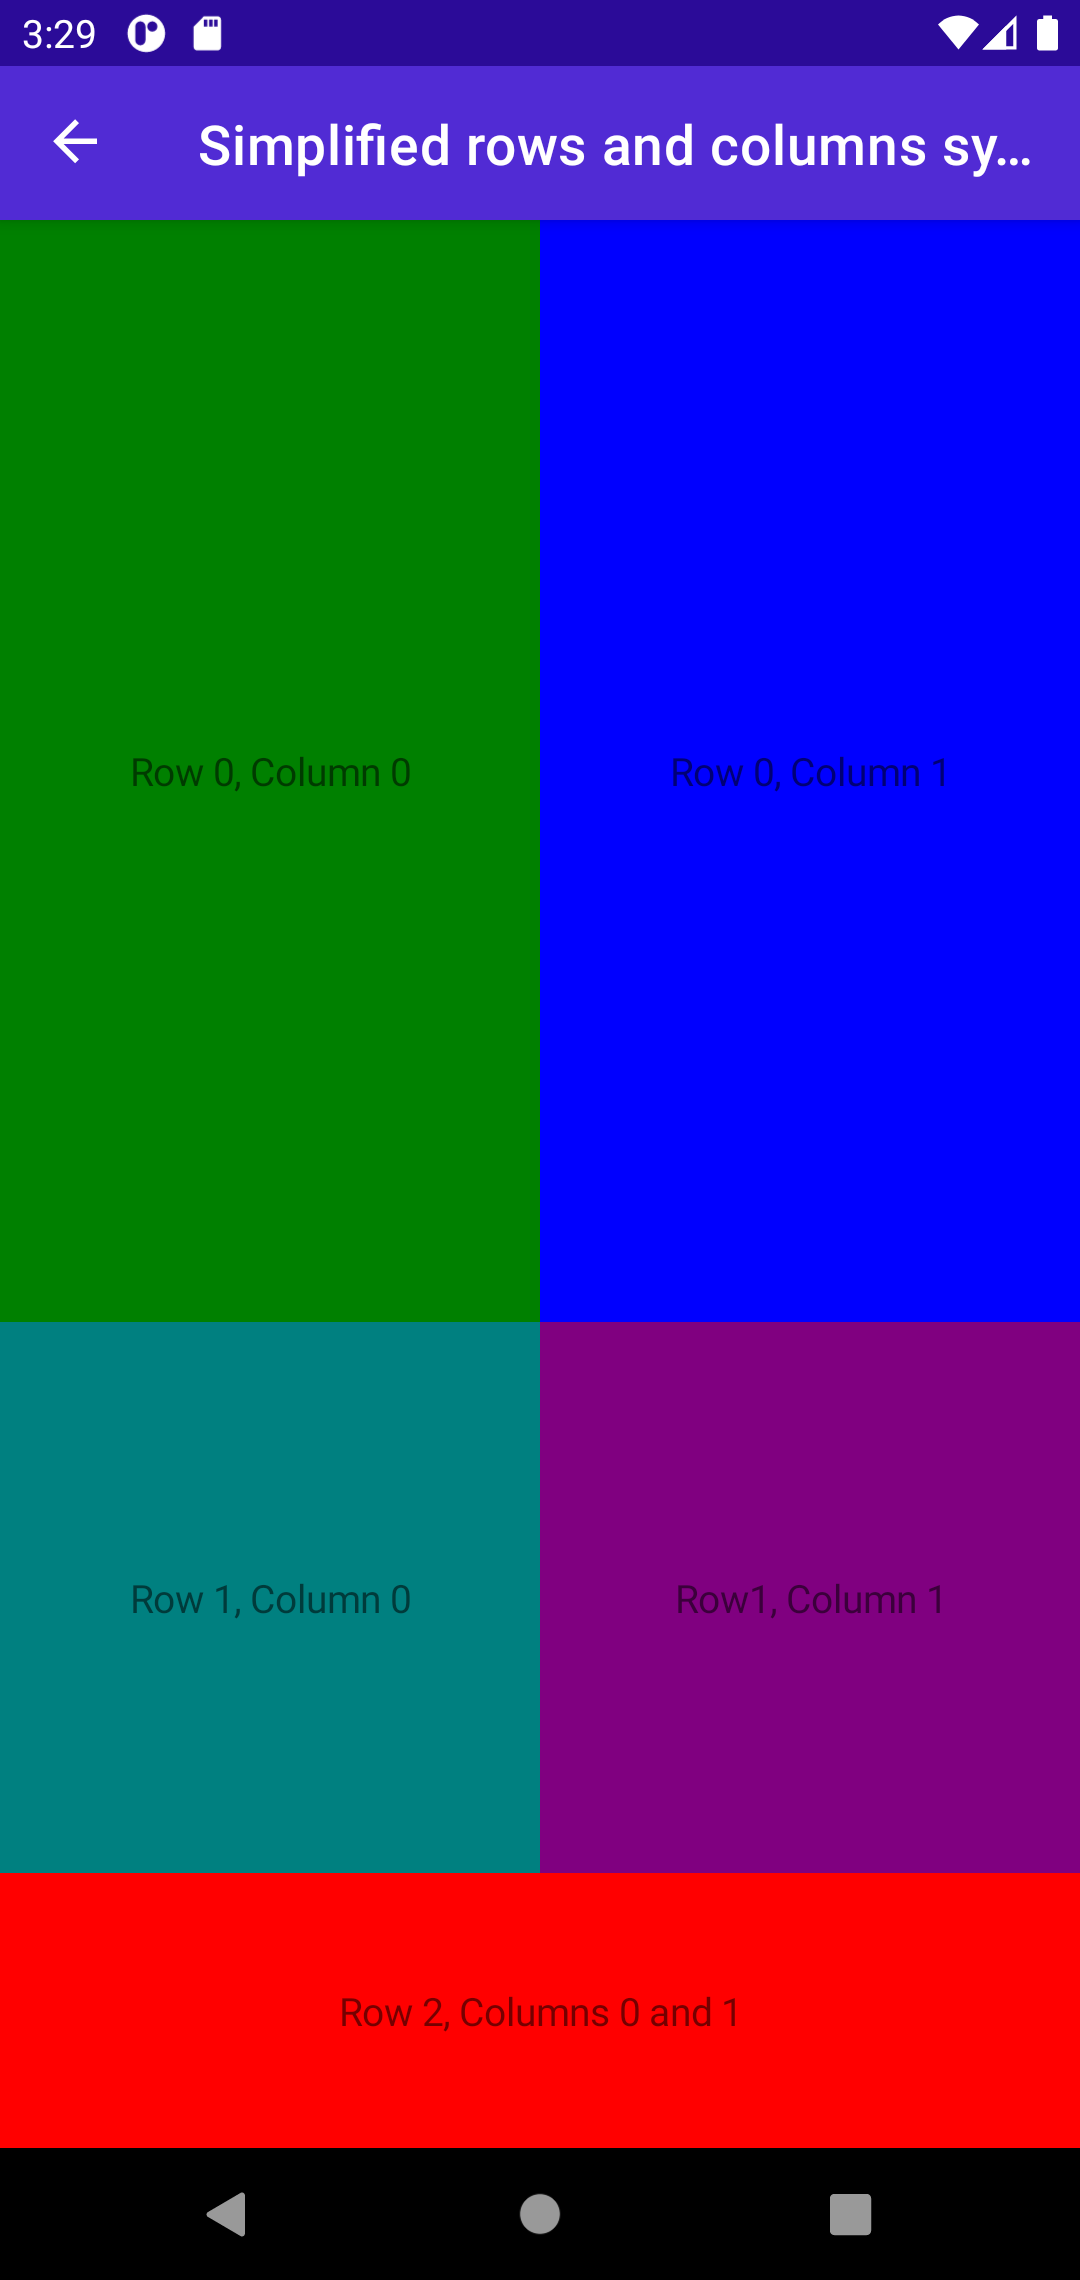 3:29
Simplified rows and columns sy…
Row 0, Column 0
Row 0, Column 1
Row 1, Column 0
Row1, Column 1
Row 2, Columns 0 and 1